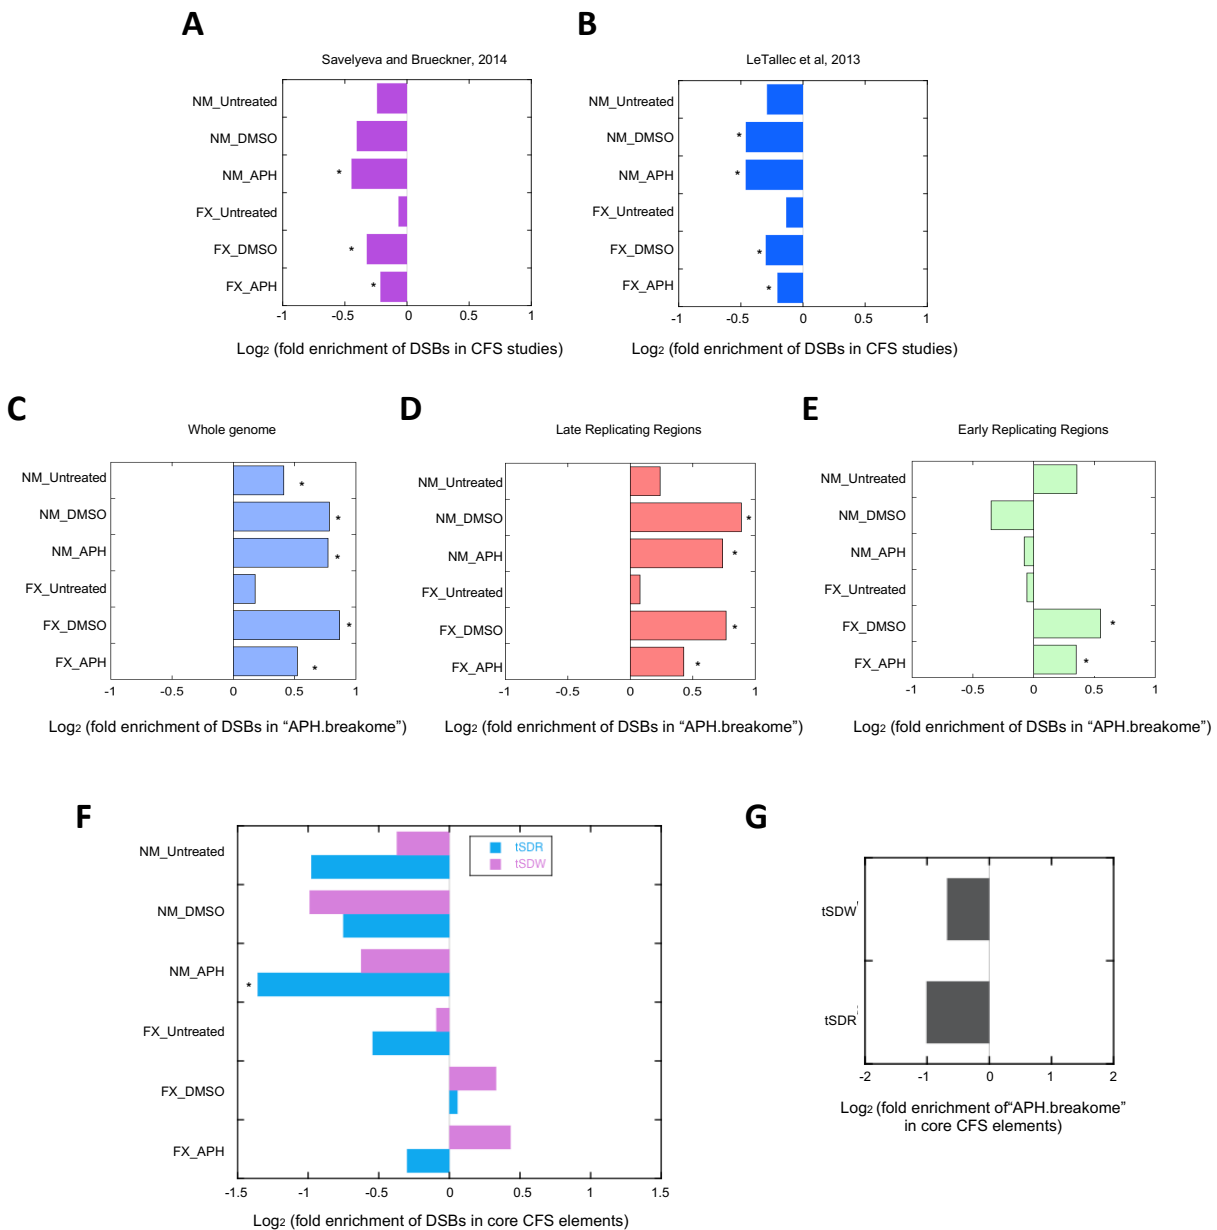 A
Savelyeva and Brueckner, 2014
NM_Untreated
NM_DMSO
*
NM_APH
FX_Untreated
*
FX_DMSO
*
FX_APH
-1 -0.5 0 0.5 1
Log2 (fold enrichment of DSBs in CFS studies)
B
LeTallec et al, 2013
NM_Untreated
*
NM_DMSO
*
NM_APH
FX_Untreated
*
FX_DMSO
*
FX_APH
-1 -0.5 0 0.5 1
Log2 (fold enrichment of DSBs in CFS studies)
C
Whole genome
NM_Untreated
*
NM_DMSO
*
NM_APH
*
FX_Untreated
FX_DMSO
*
FX_APH
*
-1 -0.5 0 0.5 1
Log2 (fold enrichment of DSBs in “APH.breakome”)
D
Late Replicating Regions
NM_Untreated
NM_DMSO
*
NM_APH
*
FX_Untreated
FX_DMSO
*
FX_APH
*
-1 -0.5 0 0.5 1
Log2 (fold enrichment of DSBs in “APH.breakome”)
E
Early Replicating Regions
NM_Untreated
NM_DMSO
NM_APH
FX_Untreated
FX_DMSO
*
FX_APH
*
-1 -0.5 0 0.5 1
Log2 (fold enrichment of DSBs in “APH.breakome”)
F
tSDR
tSDW
NM_Untreated
NM_DMSO
NM_APH
*
FX_Untreated
FX_DMSO
FX_APH
-1.5 -1 -0.5 0 0.5 1 1.5
Log2 (fold enrichment of DSBs in core CFS elements)
G
tSDW
tSDR
-2 -1 0 1 2
Log2 (fold enrichment of“APH.breakome”
in core CFS elements)